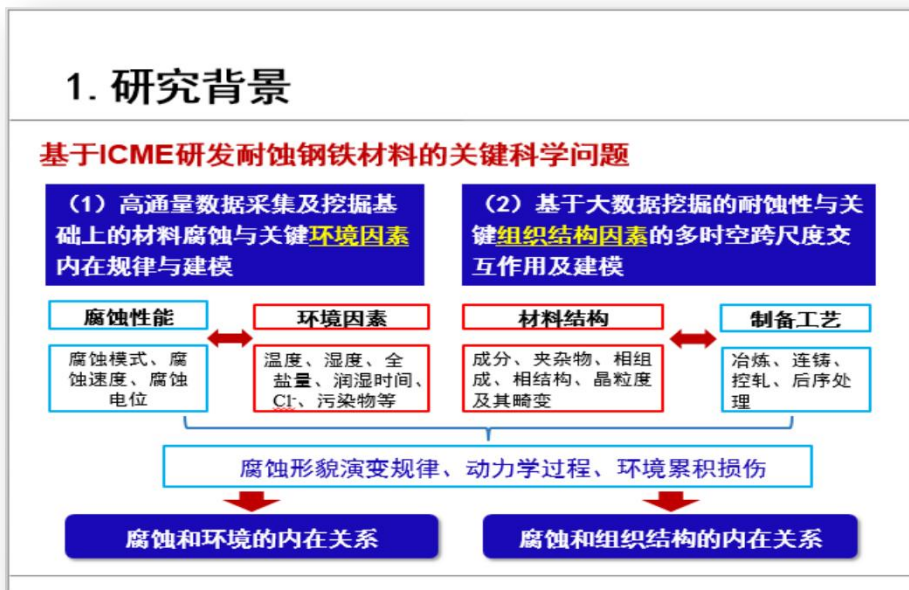 1. 研究背景
基于ICME研发耐蚀钢铁材料的关键科学问题
（1）高通量数据采集及挖掘基
础上的材料腐蚀与关键环境因素
内在规律与建模
（2）基于大数据挖掘的耐蚀性与关
键组织结构因素的多时空跨尺度交
互作用及建模
腐蚀性能
环境因素
材料结构
制备工艺
腐蚀模式、腐
蚀速度、腐蚀
电位
温度、湿度、全
盐量、润湿时间、
Cl-、污染物等
成分、夹杂物、相组
成、相结构、晶粒度
及其畸变
冶炼、连铸、
控轧、后序处
理
腐蚀形貌演变规律、动力学过程、环境累积损伤
腐蚀和环境的内在关系
腐蚀和组织结构的内在关系